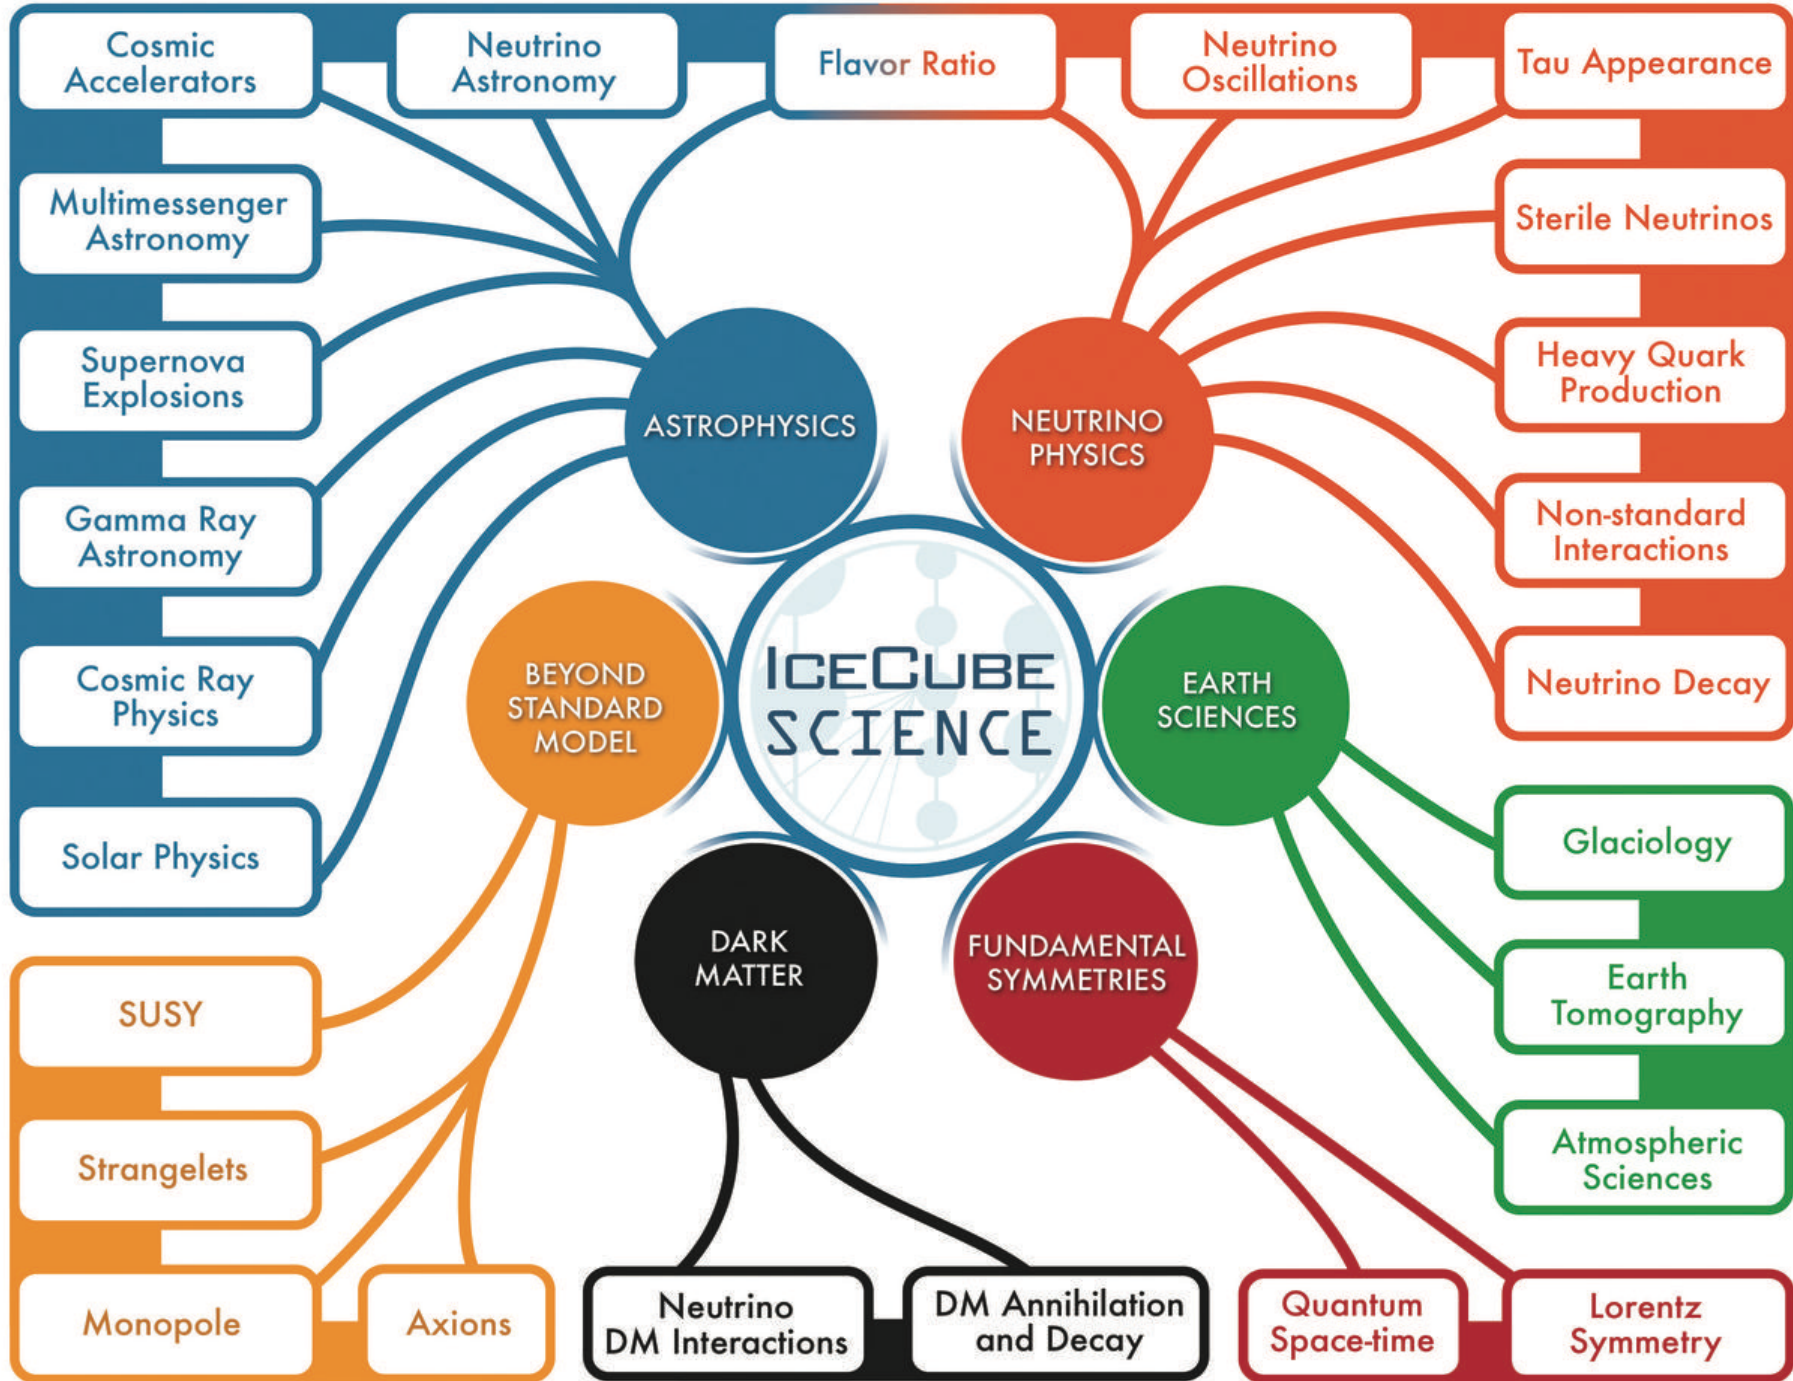 Cosmic
Accelerators
Neutrino
Astronomy
Flavor Ratio
Neutrino
Oscillations
Tau Appearance
Multimessenger
Astronomy
Sterile Neutrinos
Supernova
Explosions
Heavy Quark
Production
ASTROPHYSICS
NEUTRINO
PHYSICS
Gamma Ray
Astronomy
Non-standard
Interactions
Cosmic Ray
Physics
BEYOND
STANDARD
MODEL
ICECUBE
SCIENCE
EARTH
SCIENCES
Neutrino Decay
Solar Physics
Glaciology
DARK
MATTER
FUNDAMENTAL
SYMMETRIES
SUSY
Earth
Tomography
Strangelets
Atmospheric
Sciences
Monopole
Axions
Neutrino
DM Interactions
DM Annihilation
and Decay
Quantum
Space-time
Lorentz
Symmetry